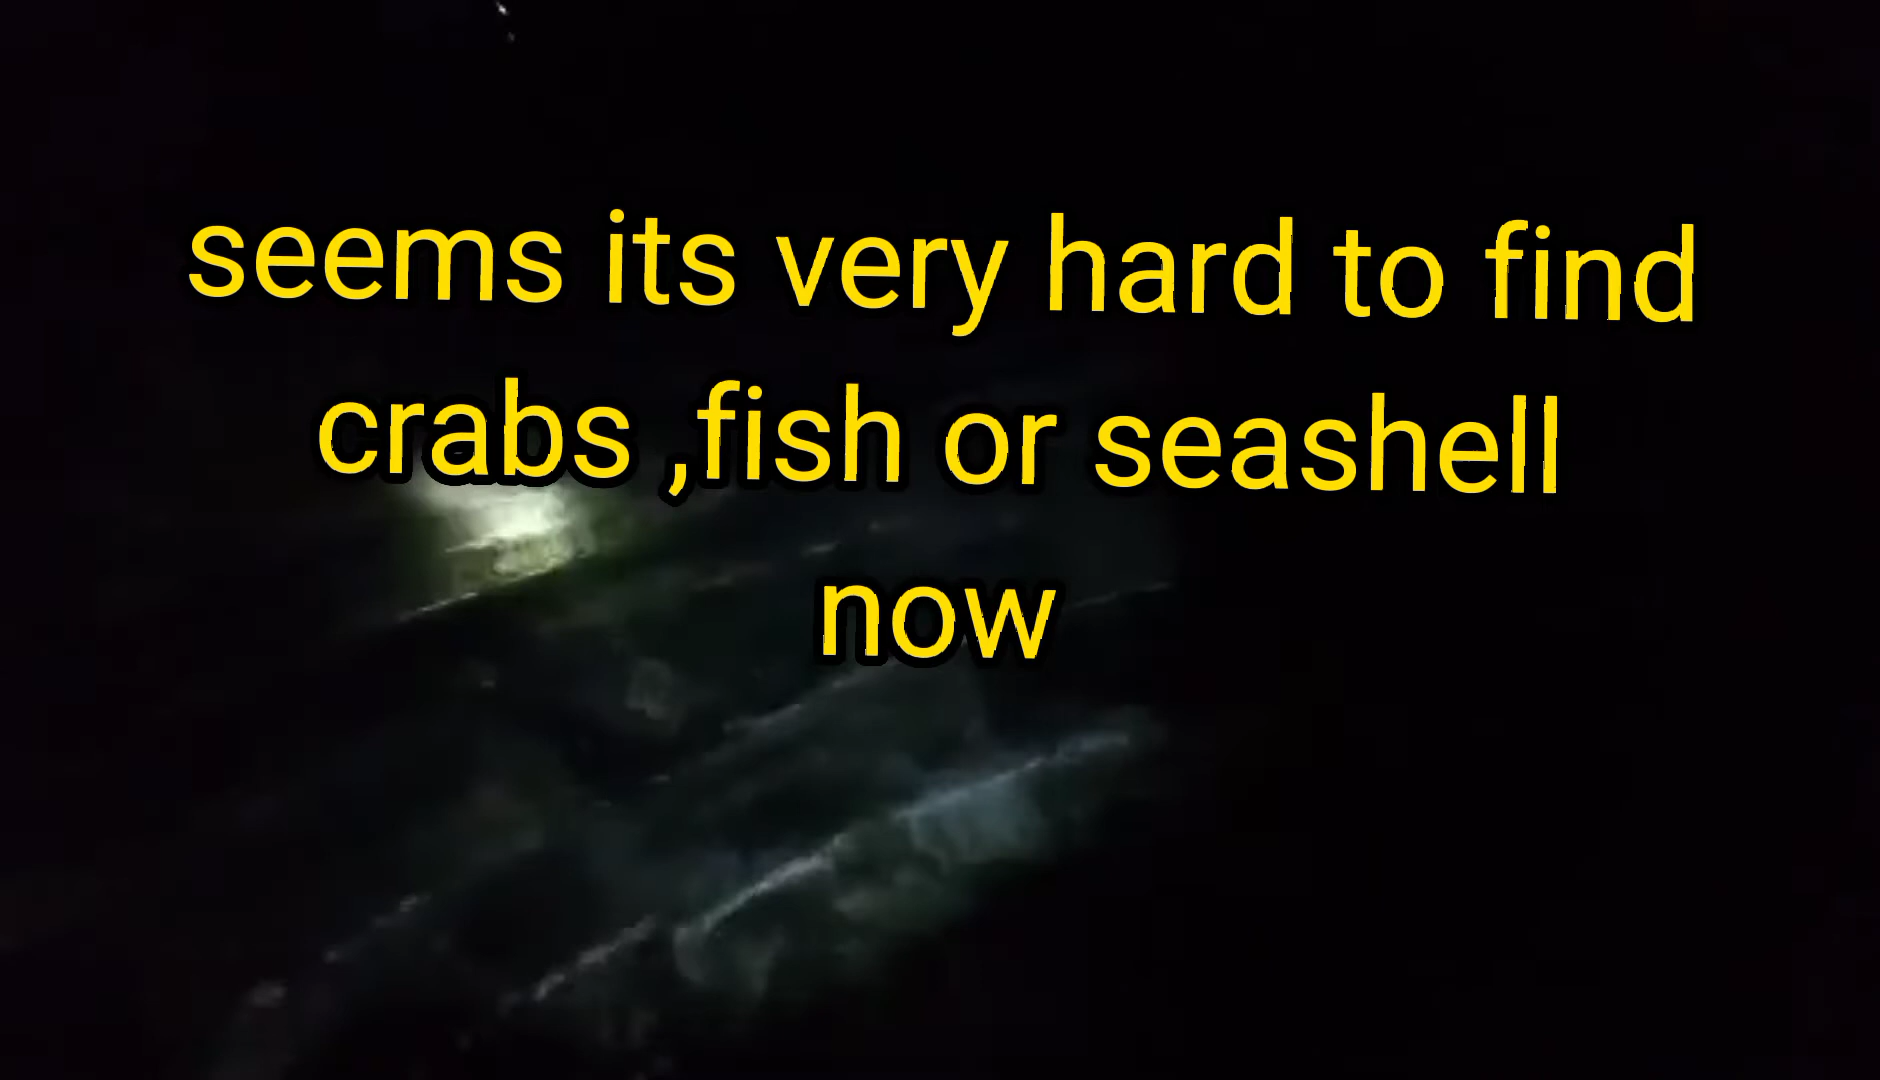 seems its very hard to find
crabs ,fish or seashell
now